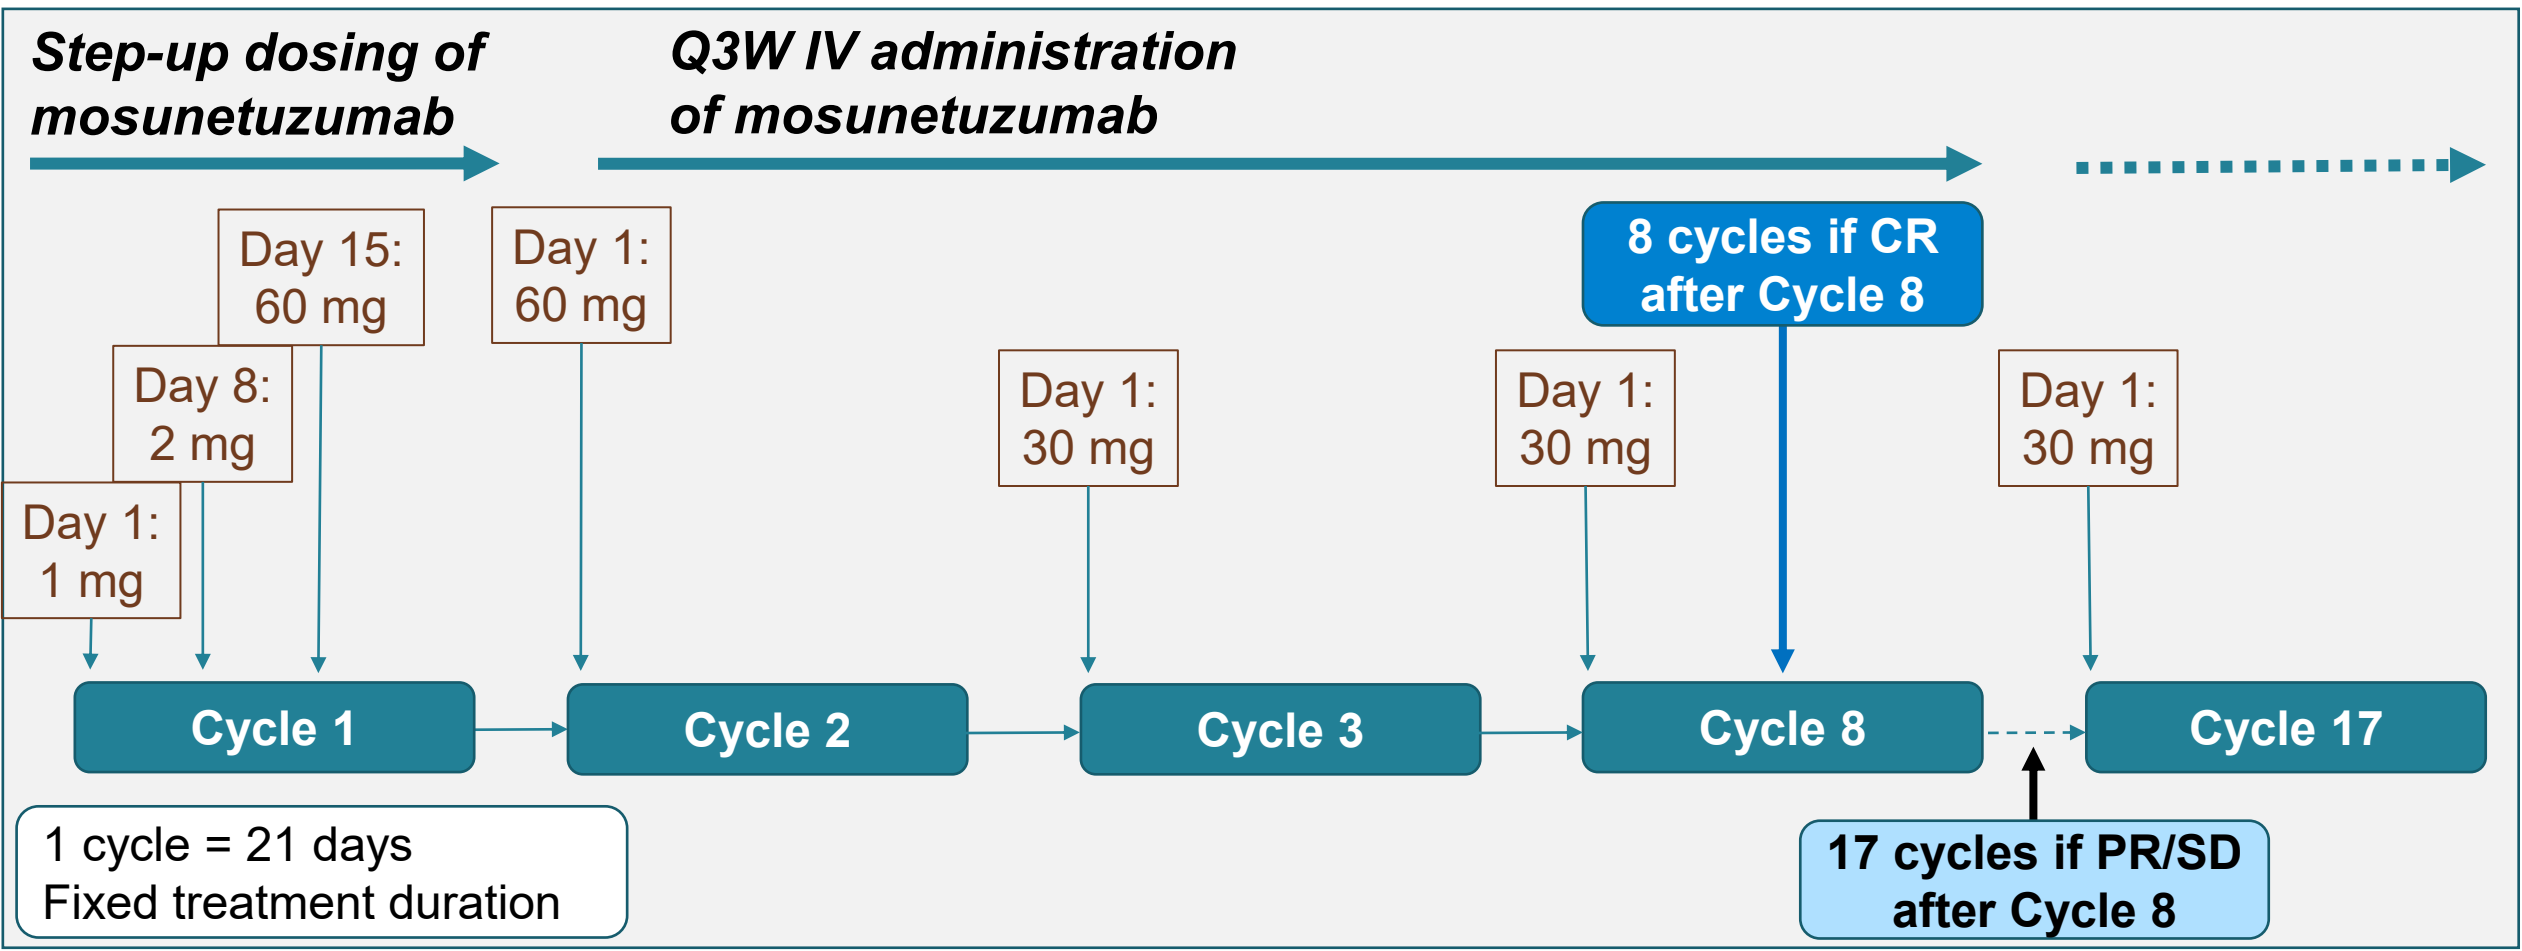 Step-up dosing of
mosunetuzumab
Q3W IV administration
of mosunetuzumab
Day 15:
60 mg
Day 1:
60 mg
8 cycles if CR
after Cycle 8
Day 8:
2 mg
Day 1:
30 mg
Day 1:
30 mg
Day 1:
30 mg
Day 1:
1 mg
Cycle 1
Cycle 2
Cycle 3
Cycle 8
Cycle 17
1 cycle = 21 days
Fixed treatment duration
17 cycles if PR/SD
after Cycle 8